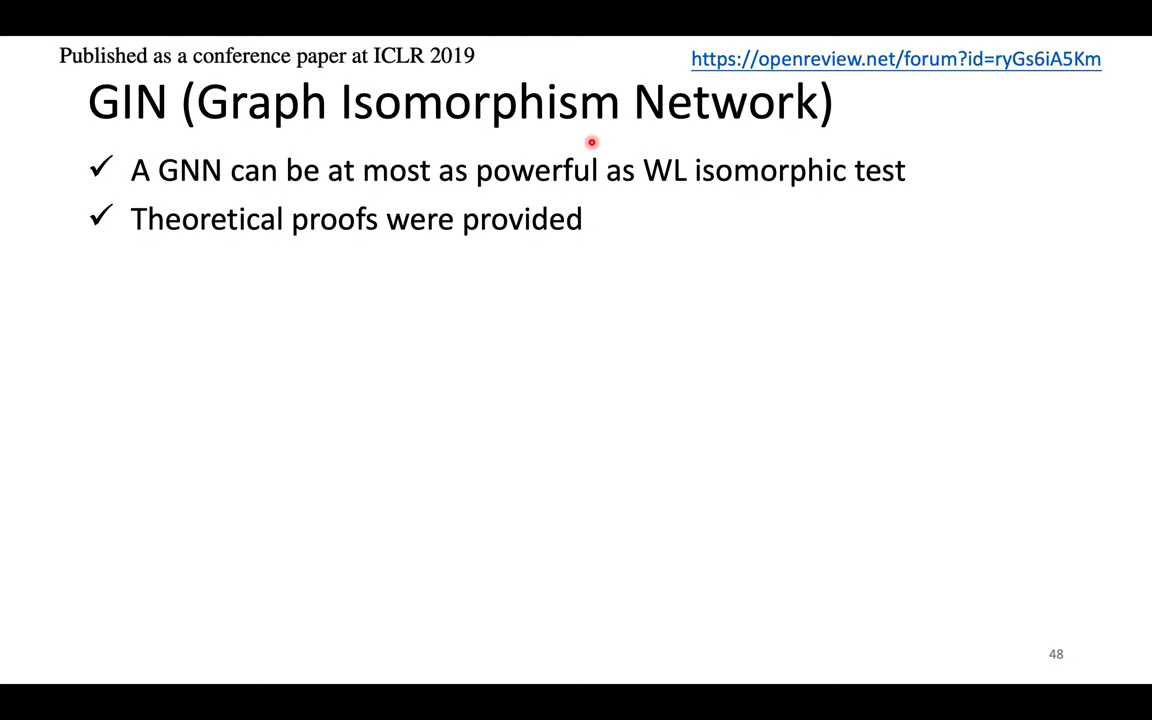 Published as a conference paper at ICLR 2019
https://openreview.net/forum?id=ryGs6iA5Km
GIN (Graph Isomorphism Network)
✓ A GNN can be at most as powerful as WL isomorphic test
✓ Theoretical proofs were provided
48